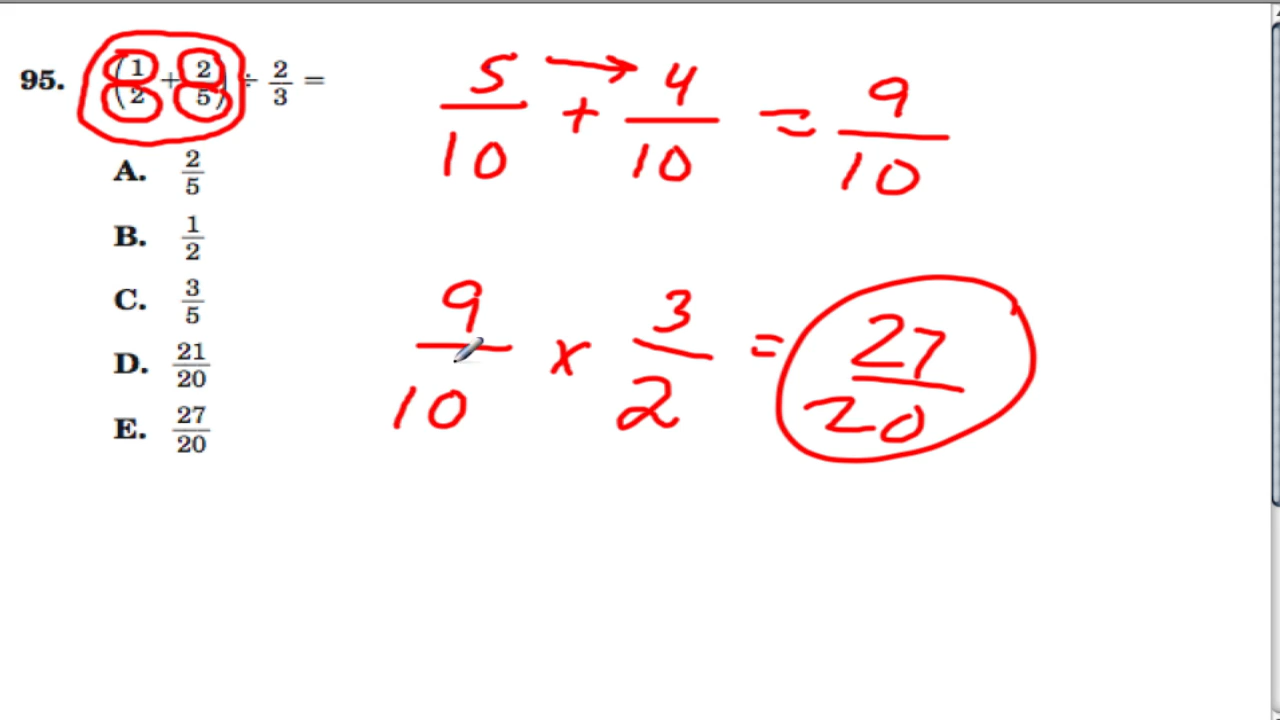 95. (1/2 + 2/5) ÷ 2/3 =
5/10 + 4/10 = 9/10
A. 2/5
B. 1/2
C. 3/5
D. 21/20
E. 27/20
9/10 x 3/2 = 27/20